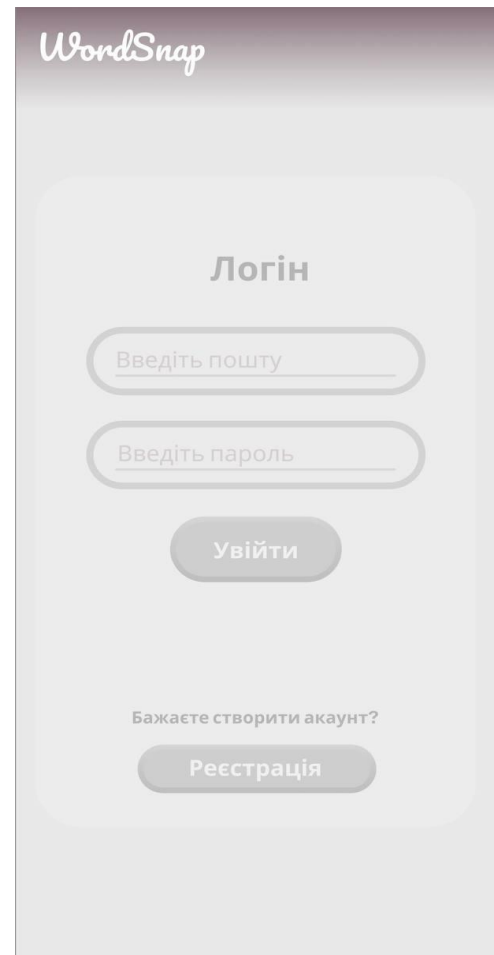 WordSnap
Логін
Введіть пошту
Введіть пароль
Увійти
Бажаєте створити акаунт?
Реєстрація